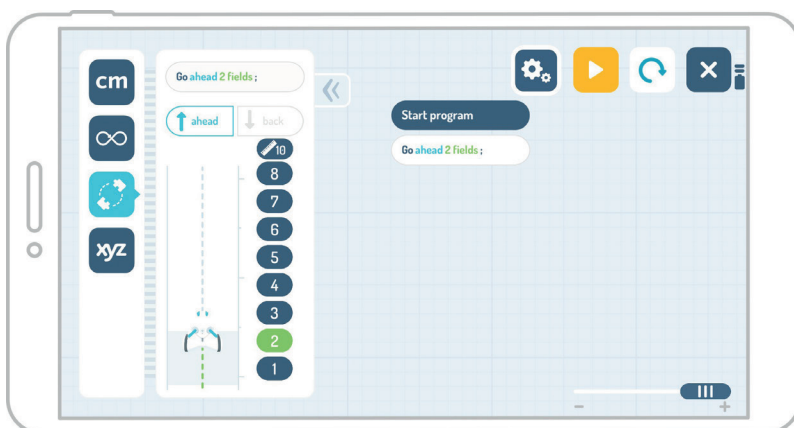 cm
xyz
Go ahead 2 fields ;
ahead
back
10
8
7
6
5
4
3
2
1
Start program
Go ahead 2 fields ;